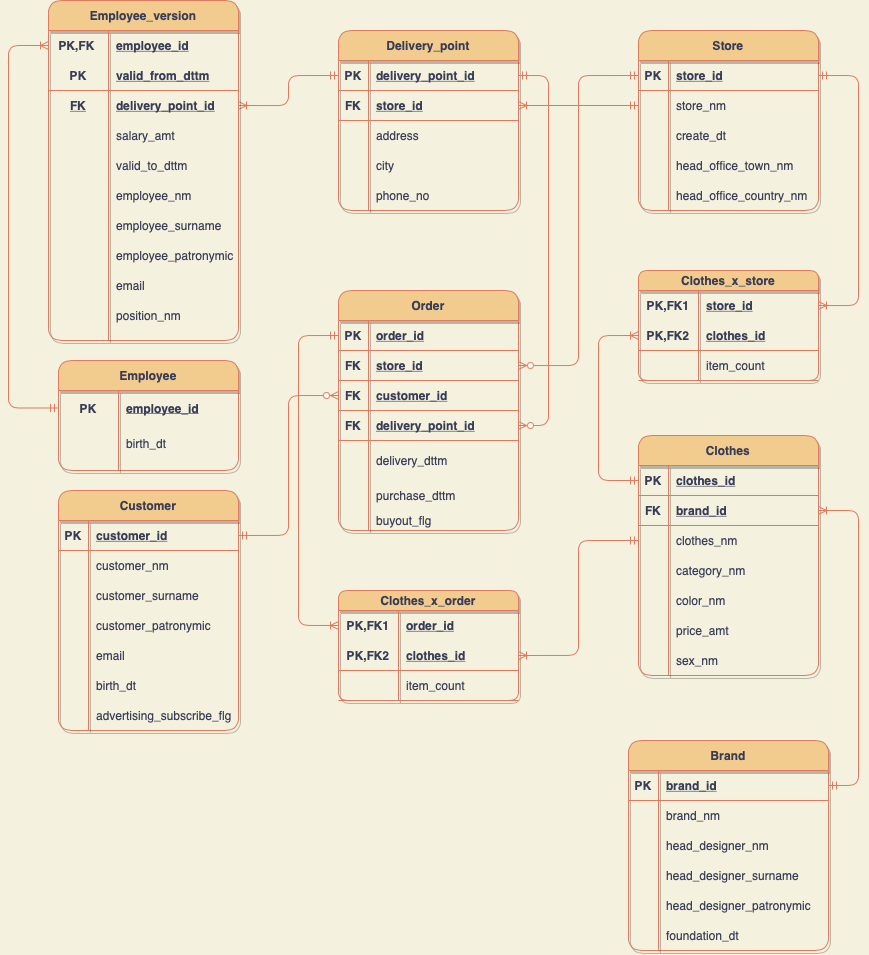 Employee_version
PK,FK employee_id
PK valid_from_dttm
FK delivery_point_id
salary_amt
valid_to_dttm
employee_nm
employee_surname
employee_patronymic
email
position_nm
Delivery_point
PK delivery_point_id
FK store_id
address
city
phone_no
Store
PK store_id
store_nm
create_dt
head_office_town_nm
head_office_country_nm
Clothes_x_store
PK,FK1 store_id
PK,FK2 clothes_id
item_count
Order
PK order_id
FK store_id
FK customer_id
FK delivery_point_id
delivery_dttm
purchase_dttm
buyout_flg
Employee
PK employee_id
birth_dt
Clothes
PK clothes_id
FK brand_id
clothes_nm
category_nm
color_nm
price_amt
sex_nm
Customer
PK customer_id
customer_nm
customer_surname
customer_patronymic
email
birth_dt
advertising_subscribe_flg
Clothes_x_order
PK,FK1 order_id
PK,FK2 clothes_id
item_count
Brand
PK brand_id
brand_nm
head_designer_nm
head_designer_surname
head_designer_patronymic
foundation_dt